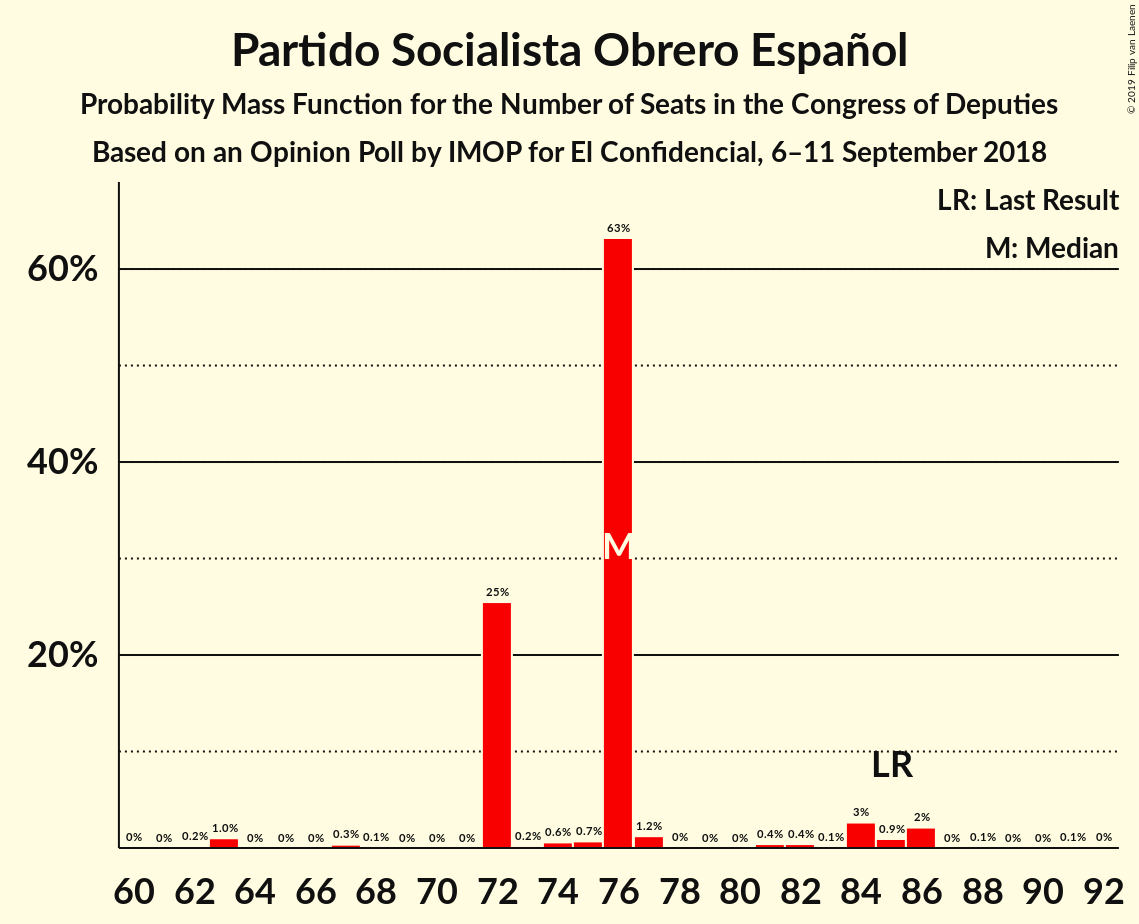 Partido Socialista Obrero Español
Probability Mass Function for the Number of Seats in the Congress of Deputies
Based on an Opinion Poll by IMOP for El Confidencial, 6–11 September 2018
© 2019 Filip van Laenen
LR: Last Result
M: Median
60%
40%
20%
0% 0% 0.2% 1.0% 0% 0% 0% 0.3% 0.1% 0% 0% 0% 25% 0.2% 0.6% 0.7% 63% 1.2% 0% 0% 0% 0.4% 0.4% 0.1% 3% 0.9% 2% 0% 0.1% 0% 0% 0.1% 0%
M
LR
60 62 64 66 68 70 72 74 76 78 80 82 84 86 88 90 92